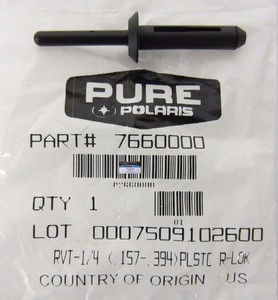 PURE
POLARIS
PART# 7660000
QTY 1
01
LOT 0007509102600
RVT-1/4 (.157-.394)PLSTC R-LOK
COUNTRY OF ORIGIN US